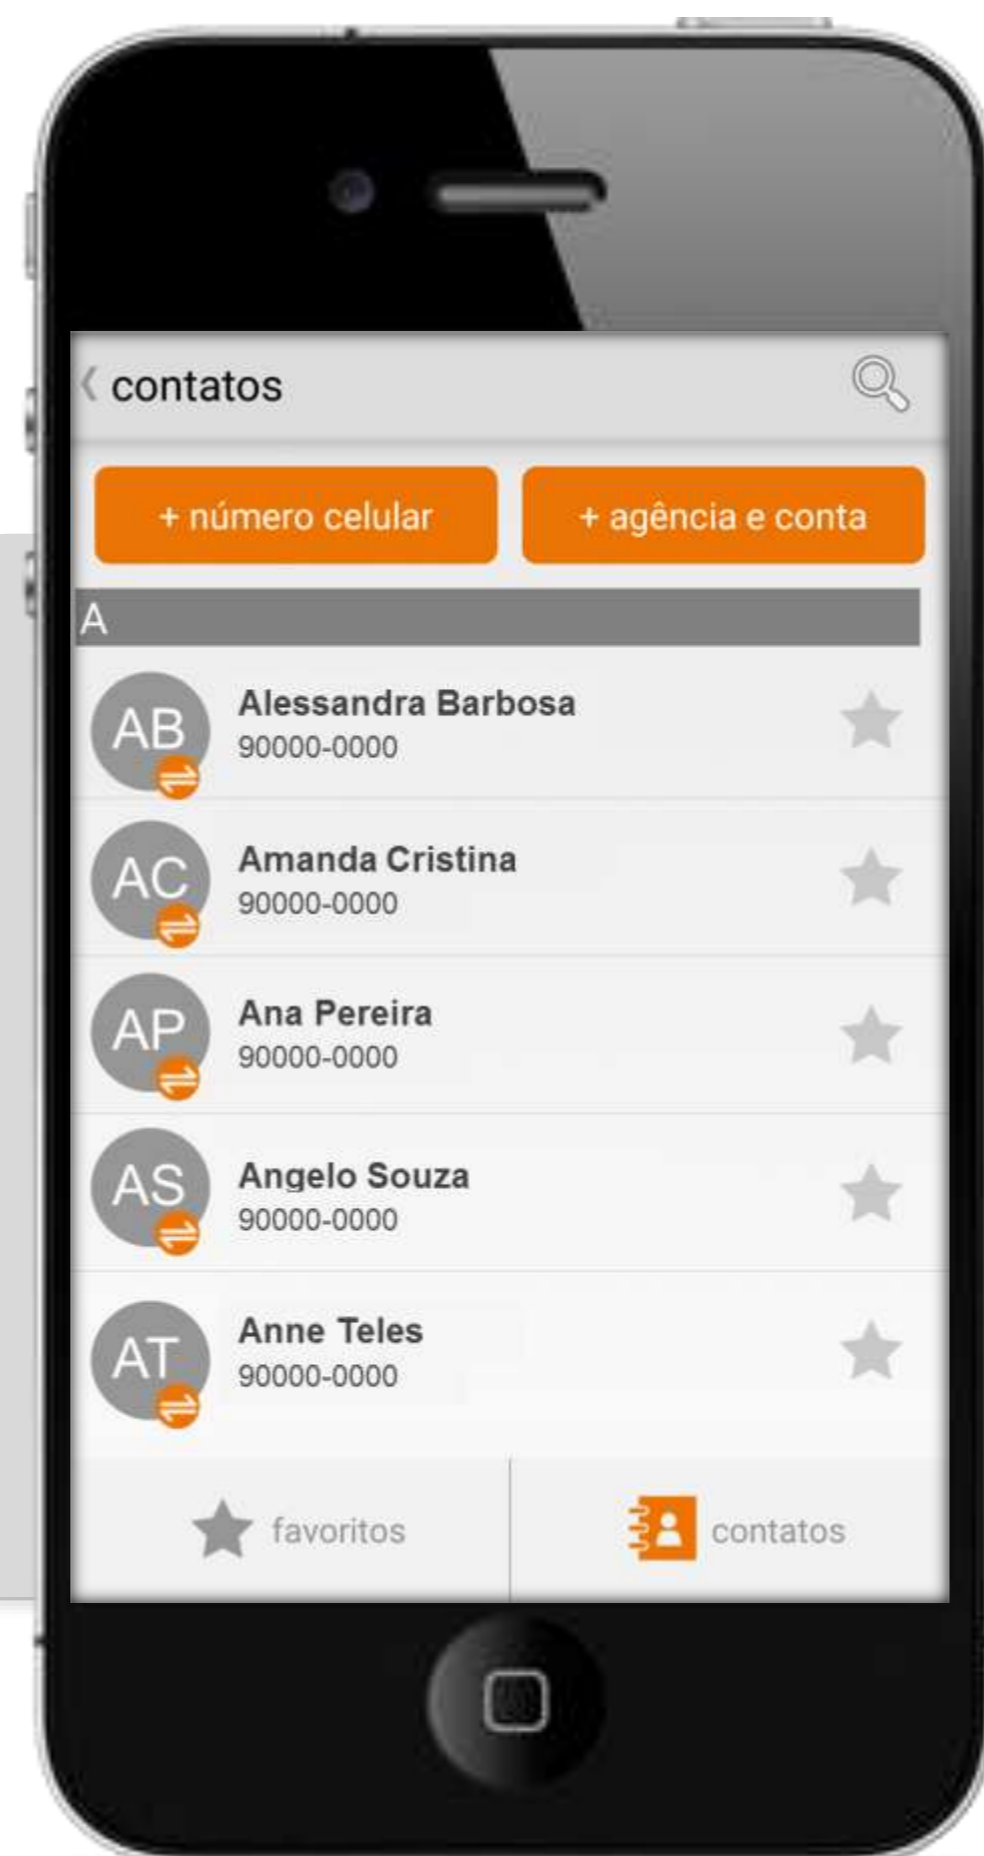 contatos
+ número celular
+ agência e conta
A
AB
Alessandra Barbosa
90000-0000
AC
Amanda Cristina
90000-0000
AP
Ana Pereira
90000-0000
AS
Angelo Souza
90000-0000
AT
Anne Teles
90000-0000
favoritos
contatos